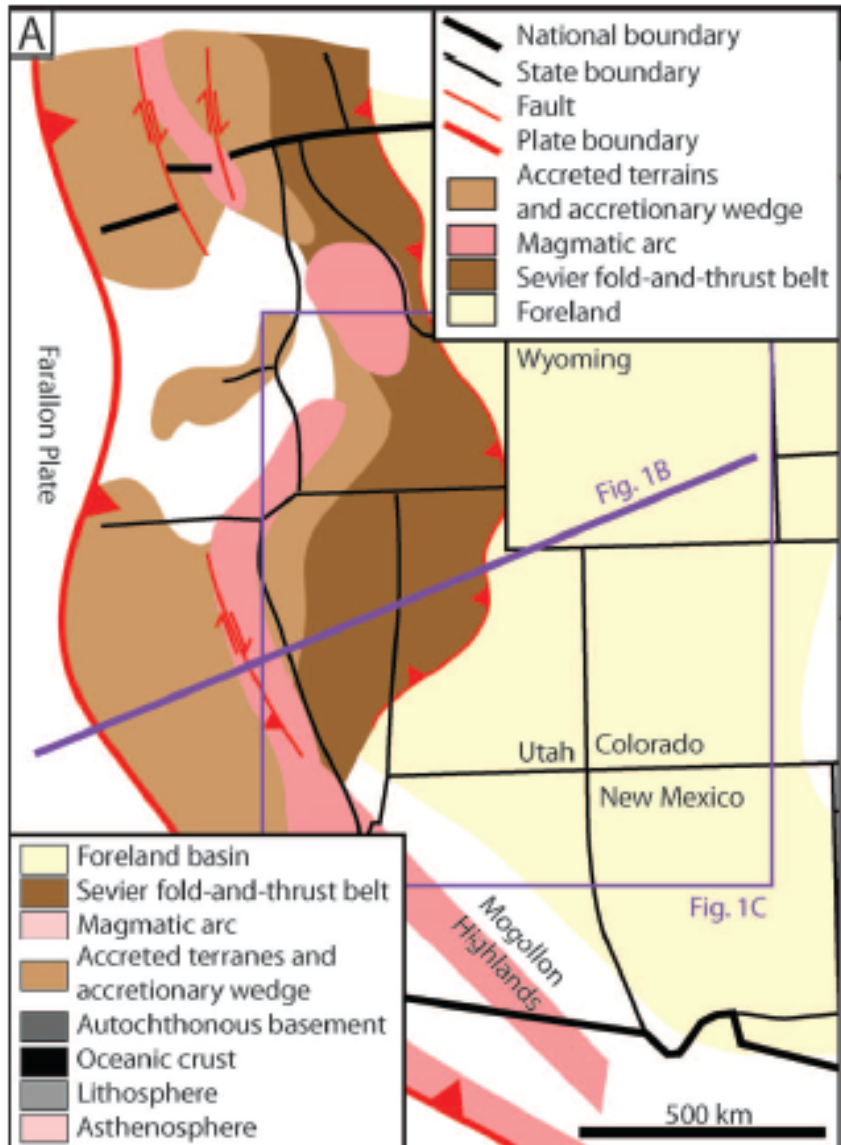 A
National boundary
State boundary
Fault
Plate boundary
Accreted terrains
and accretionary wedge
Magmatic arc
Sevier fold-and-thrust belt
Foreland
Farallon Plate
Wyoming
Fig. 1B
Utah
Colorado
New Mexico
Fig. 1C
Mogollon
Highlands
Foreland basin
Sevier fold-and-thrust belt
Magmatic arc
Accreted terranes and
accretionary wedge
Autochthonous basement
Oceanic crust
Lithosphere
Asthenosphere
500 km